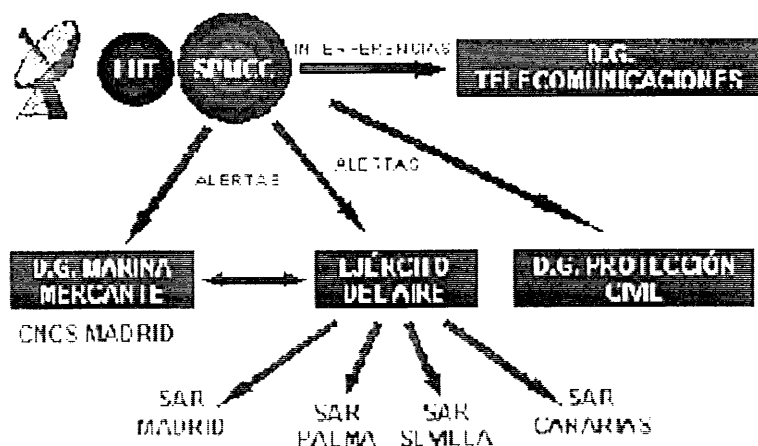 LUT SPMCC INTERFERENCIAS D.G.
TELECOMUNICACIONES
ALERTAS ALERTAS
D.G. MARINA
MERCANTE
EJÉRCITO
DEL AIRE
D.G. PROTECCIÓN
CIVIL
CNCS MADRID
SAR
MADRID
SAR
PALMA
SAR
SEVILLA
SAR
CANARIAS